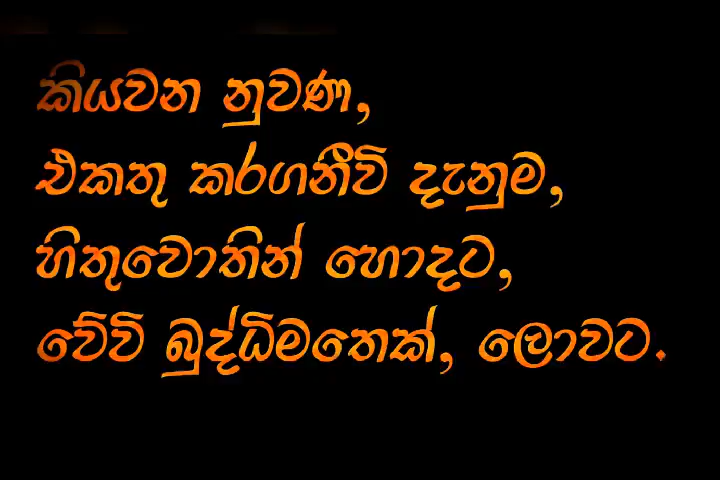 කියවන නුවණ,
එකතු කරගනීවි දැනුම,
හිතුවොතින් හොදට,
වේවි බුද්ධිමතෙක්, ලොවට.